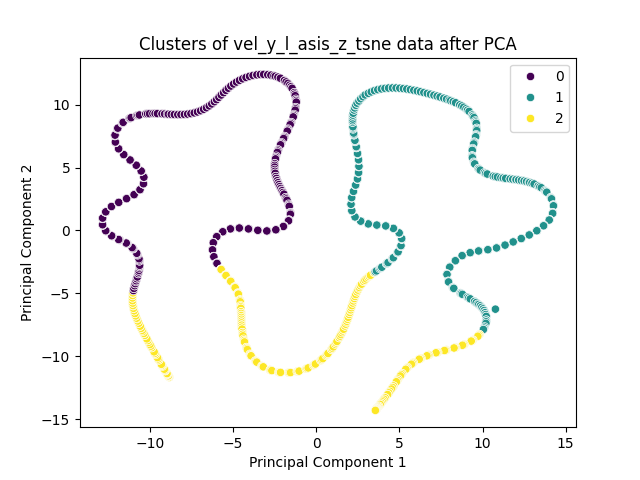 Clusters of vel_y_l_asis_z_tsne data after PCA
0
1
2
10
5
0
−5
−10
−15
Principal Component 2
−10 −5 0 5 10 15
Principal Component 1